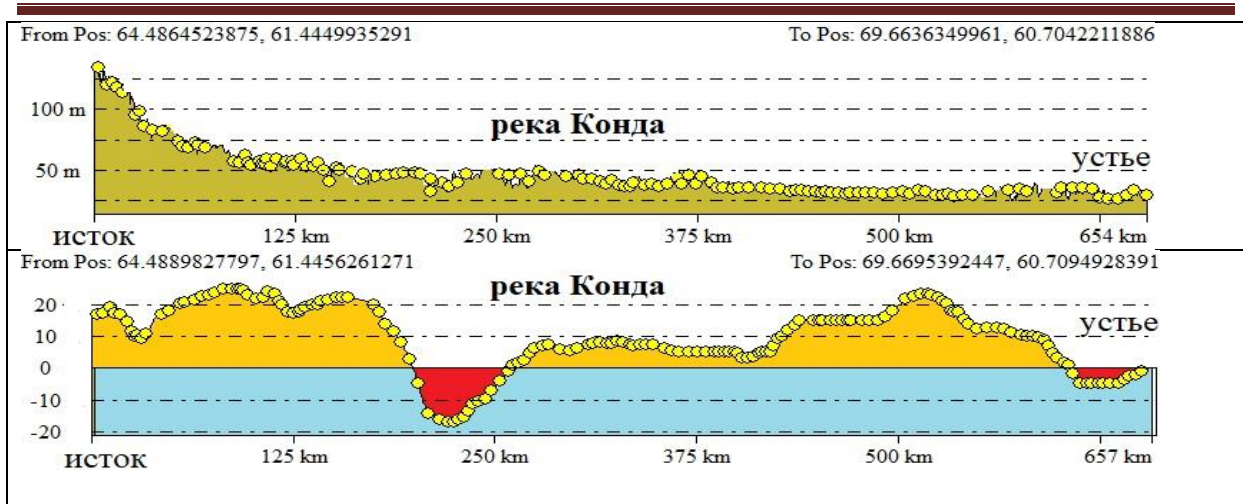 From Pos: 64.4864523875, 61.4449935291 To Pos: 69.6636349961, 60.7042211886
100 m
река Конда
устье
50 m
исток 125 km 250 km 375 km 500 km 654 km
From Pos: 64.4889827797, 61.4456261271 To Pos: 69.6695392447, 60.7094928391
река Конда
20
устье
10
0
-10
-20
исток 125 km 250 km 375 km 500 km 657 km